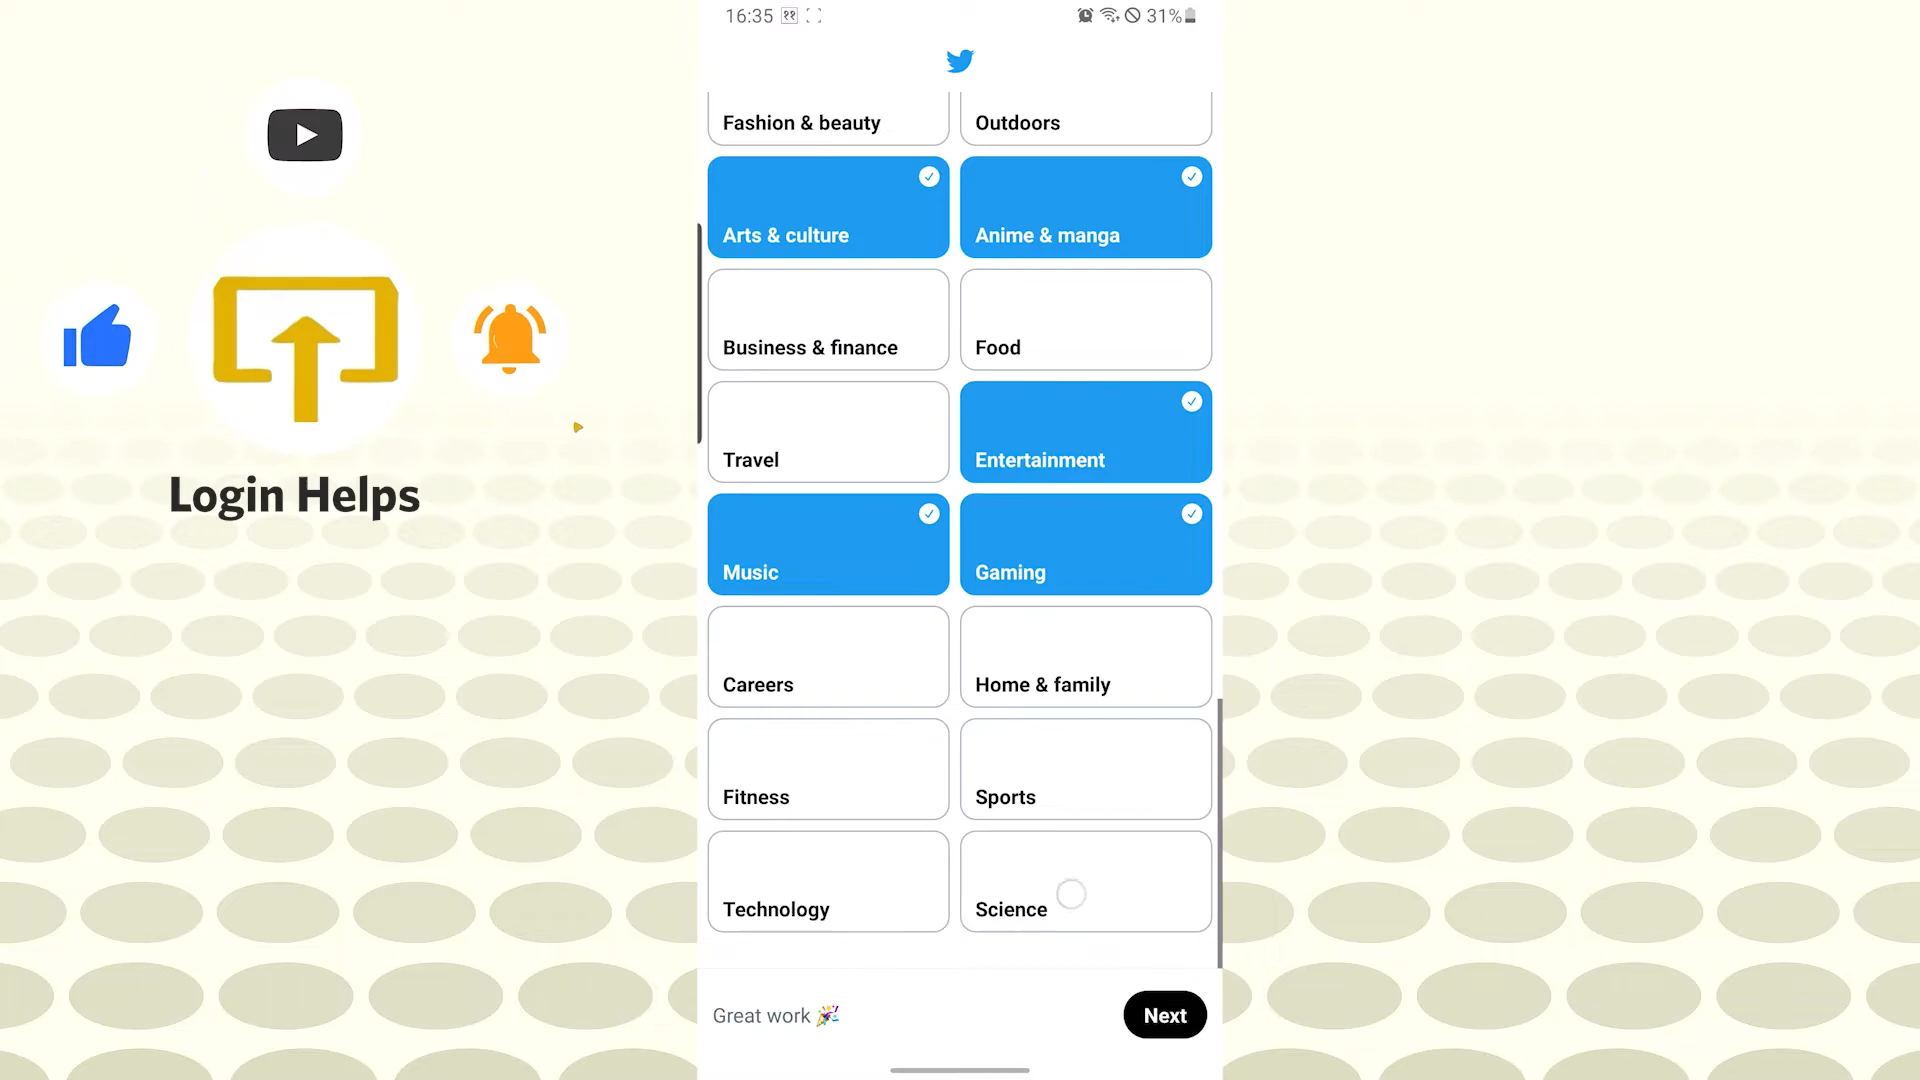 16:35
31%
Fashion & beauty
Outdoors
Arts & culture
Anime & manga
Business & finance
Food
Travel
Entertainment
Login Helps
Music
Gaming
Careers
Home & family
Fitness
Sports
Technology
Science
Great work 🎉
Next